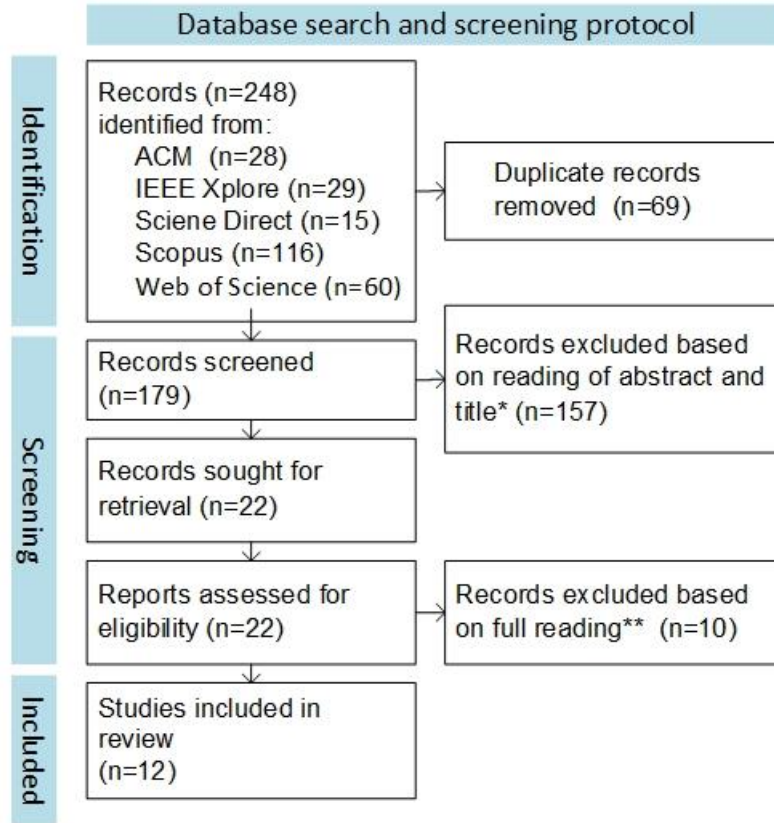 Database search and screening protocol
Identification
Records (n=248)
identified from:
ACM (n=28)
IEEE Xplore (n=29)
Sciene Direct (n=15)
Scopus (n=116)
Web of Science (n=60)
Duplicate records
removed (n=69)
Screening
Records screened
(n=179)
Records excluded based
on reading of abstract and
title* (n=157)
Records sought for
retrieval (n=22)
Reports assessed for
eligibility (n=22)
Records excluded based
on full reading** (n=10)
Included
Studies included in
review
(n=12)